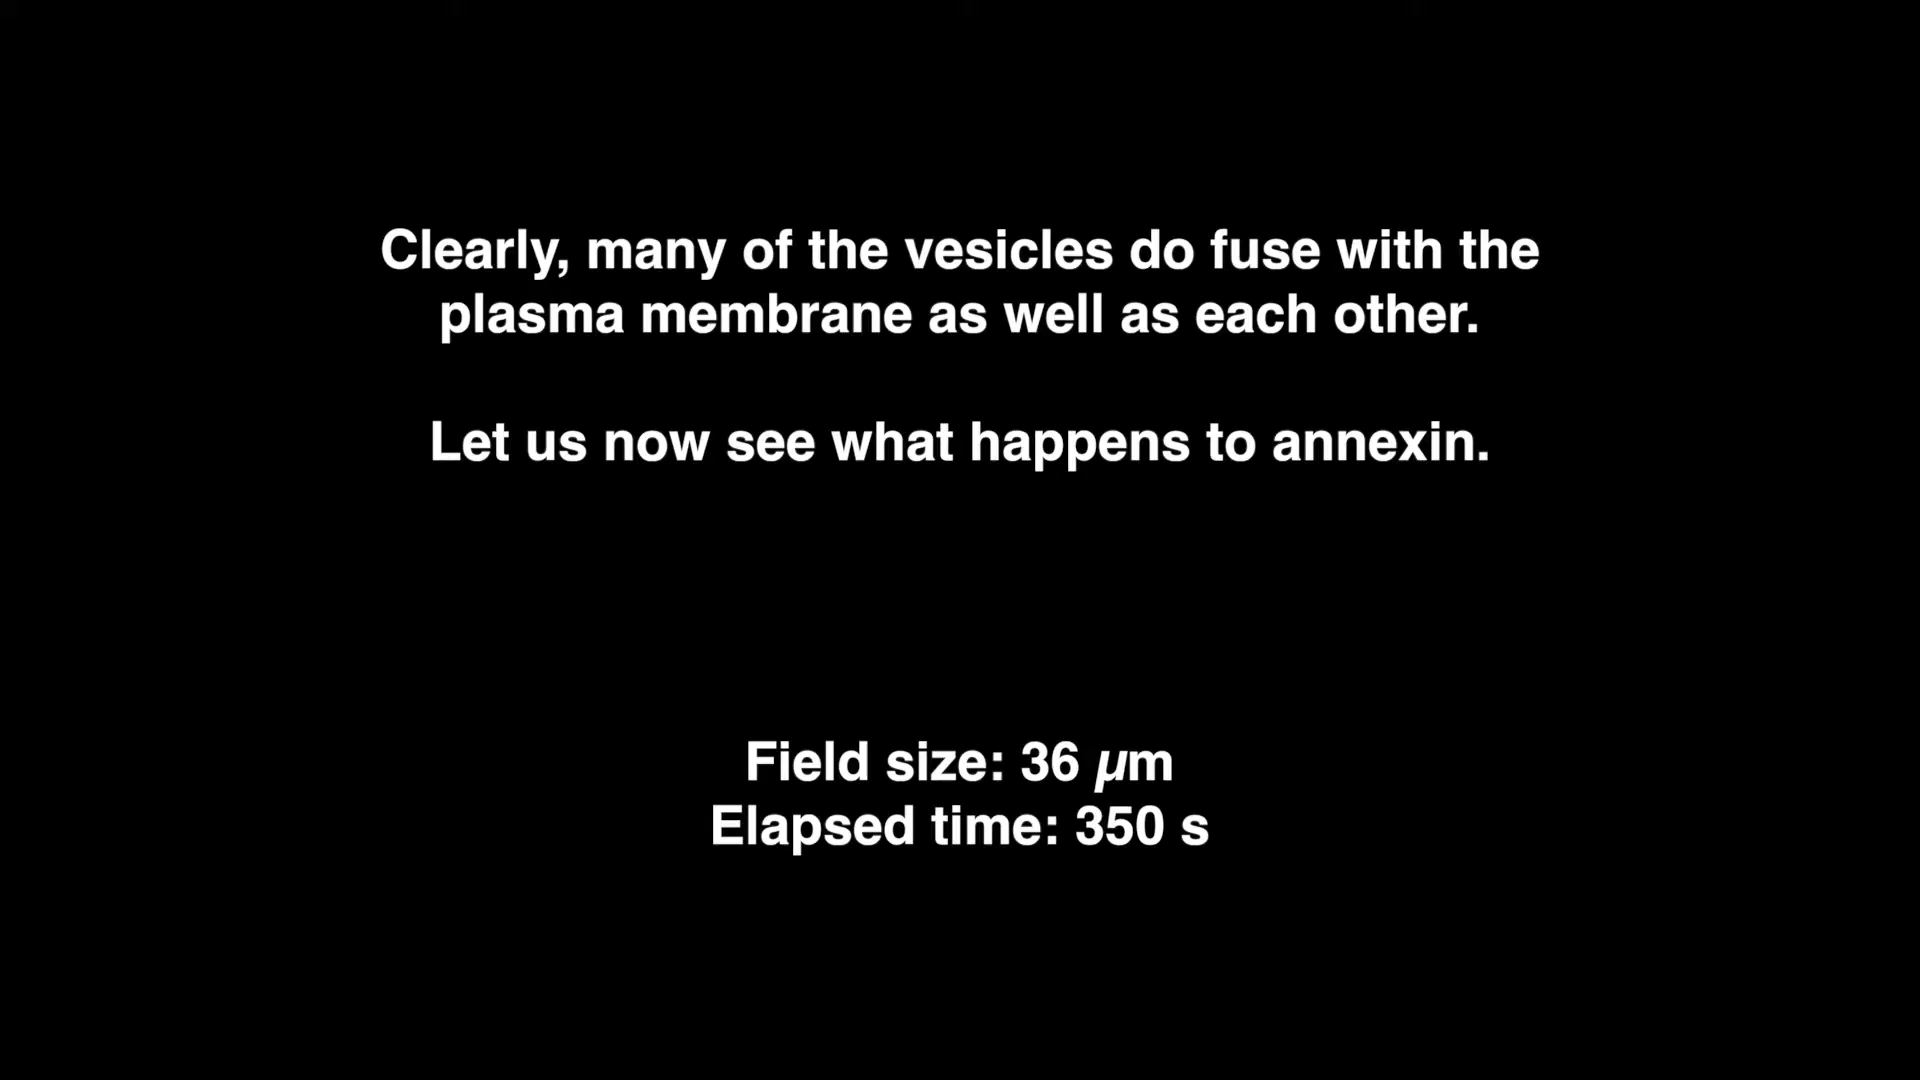 Clearly, many of the vesicles do fuse with the
plasma membrane as well as each other.
Let us now see what happens to annexin.
Field size: 36 µm
Elapsed time: 350 s